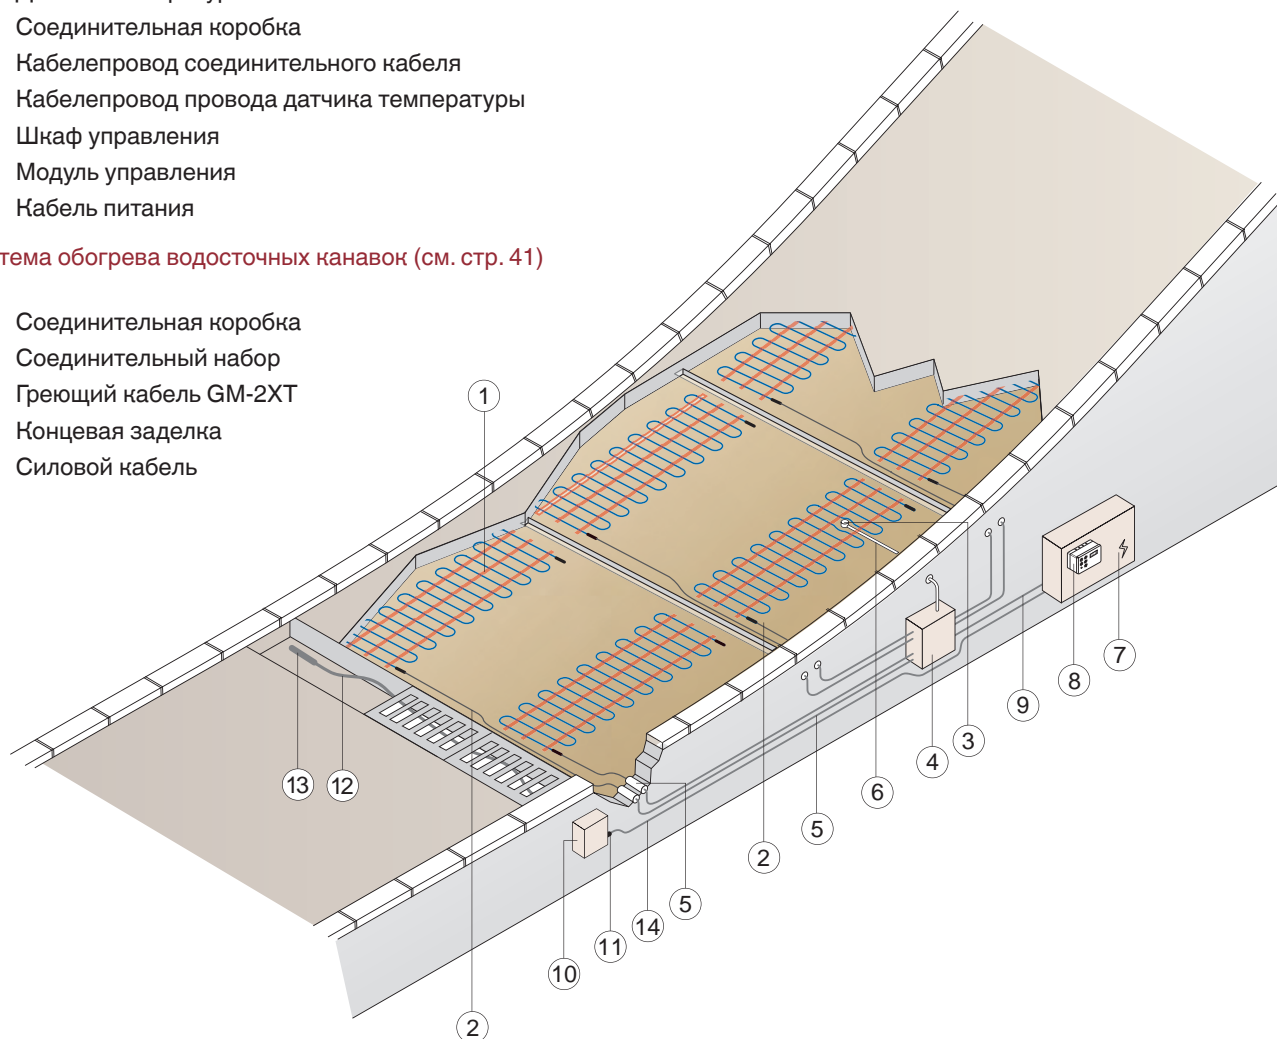 Соединительная коробка
Кабелепровод соединительного кабеля
Кабелепровод провода датчика температуры
Шкаф управления
Модуль управления
Кабель питания
тема обогрева водосточных канавок (см. стр. 41)
Соединительная коробка
Соединительный набор
Греющий кабель GM-2XT
Концевая заделка
Силовой кабель
1
13
12
10
11
14
5
2
5
6
4
3
9
8
7
2